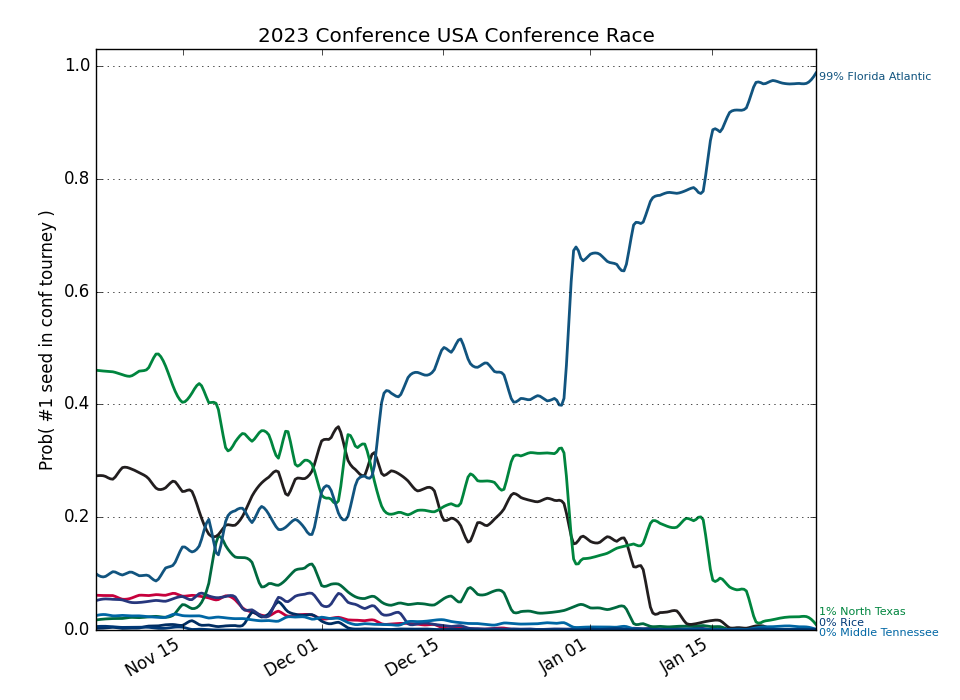 2023 Conference USA Conference Race
1.0
0.8
0.6
0.4
0.2
0.0
Prob( #1 seed in conf tourney )
99% Florida Atlantic
1% North Texas
0% Rice
0% Middle Tennessee
Nov 15
Dec 01
Dec 15
Jan 01
Jan 15